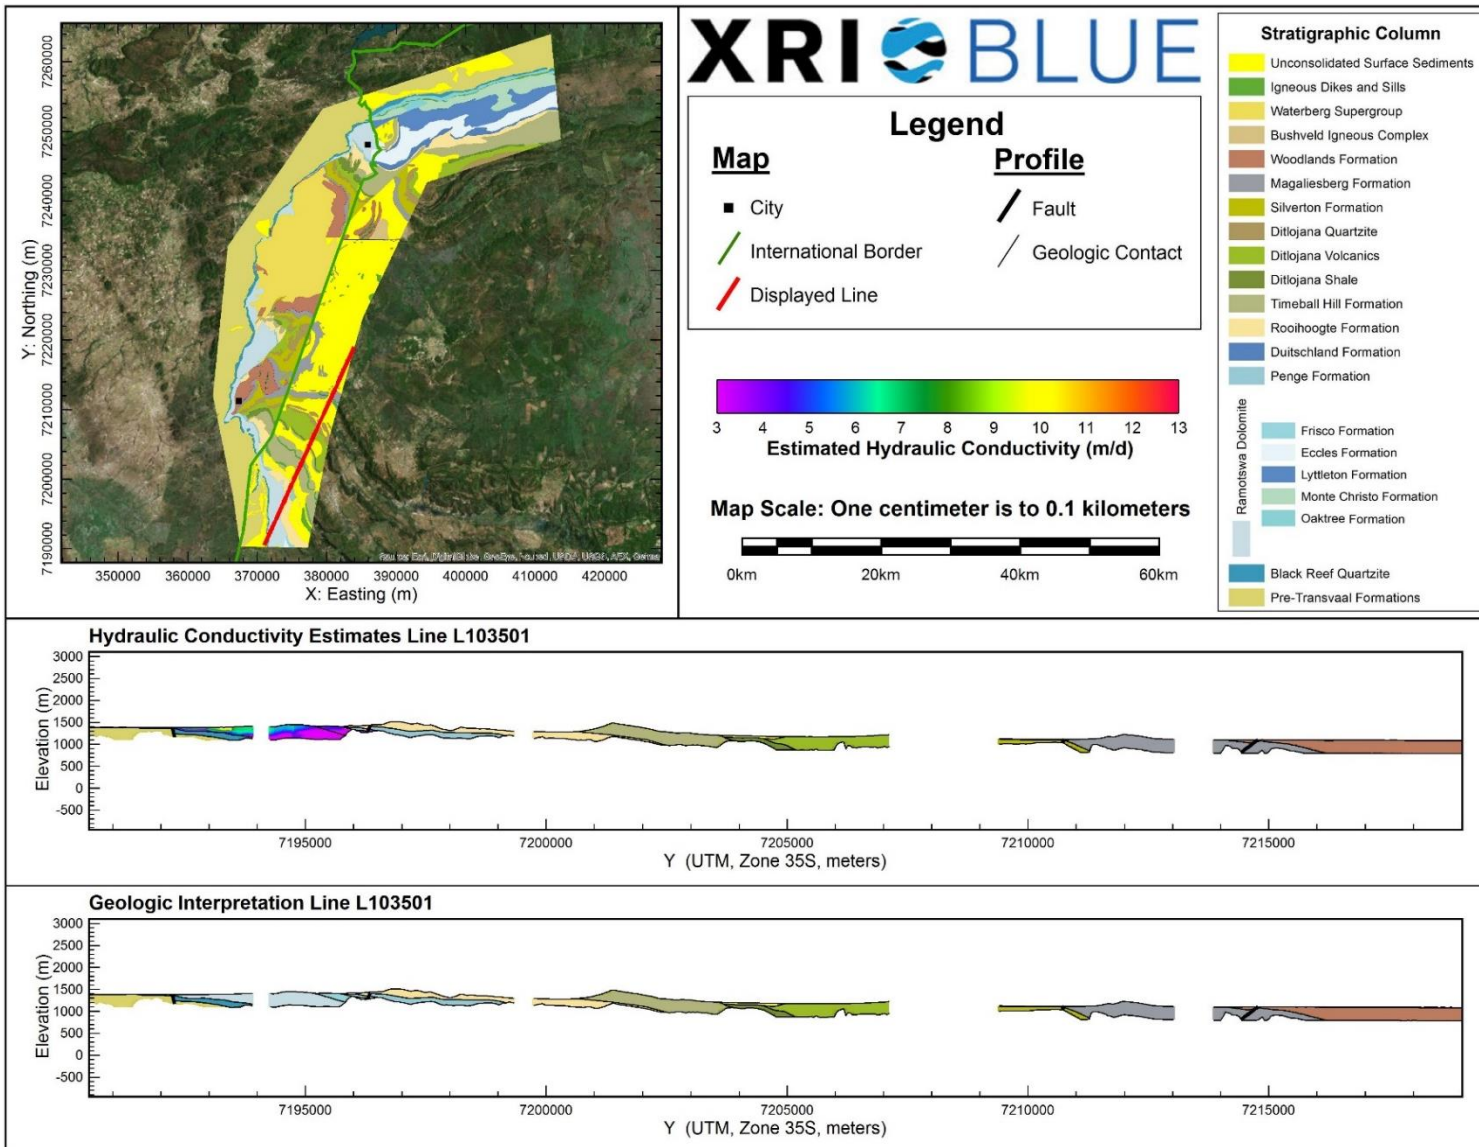 7260000
7250000
7240000
7230000
7220000
7210000
7200000
7190000
Y: Northing (m)
350000 360000 370000 380000 390000 400000 410000 420000
X: Easting (m)
XRI BLUE
Legend
Map
City
International Border
Displayed Line
Profile
Fault
Geologic Contact
3 4 5 6 7 8 9 10 11 12 13
Estimated Hydraulic Conductivity (m/d)
Map Scale: One centimeter is to 0.1 kilometers
0km 20km 40km 60km
Stratigraphic Column
Unconsolidated Surface Sediments
Igneous Dikes and Sills
Waterberg Supergroup
Bushveld Igneous Complex
Woodlands Formation
Magaliesberg Formation
Silverton Formation
Ditlojana Quartzite
Ditlojana Volcanics
Ditlojana Shale
Timeball Hill Formation
Rooihoogte Formation
Duitschland Formation
Penge Formation
Ramotswa Dolomite
Frisco Formation
Eccles Formation
Lyttleton Formation
Monte Christo Formation
Oaktree Formation
Black Reef Quartzite
Pre-Transvaal Formations
Hydraulic Conductivity Estimates Line L103501
Elevation (m)
3000
2500
2000
1500
1000
500
0
-500
7195000 7200000 7205000 7210000 7215000
Y (UTM, Zone 35S, meters)
Geologic Interpretation Line L103501
Elevation (m)
3000
2500
2000
1500
1000
500
0
-500
7195000 7200000 7205000 7210000 7215000
Y (UTM, Zone 35S, meters)